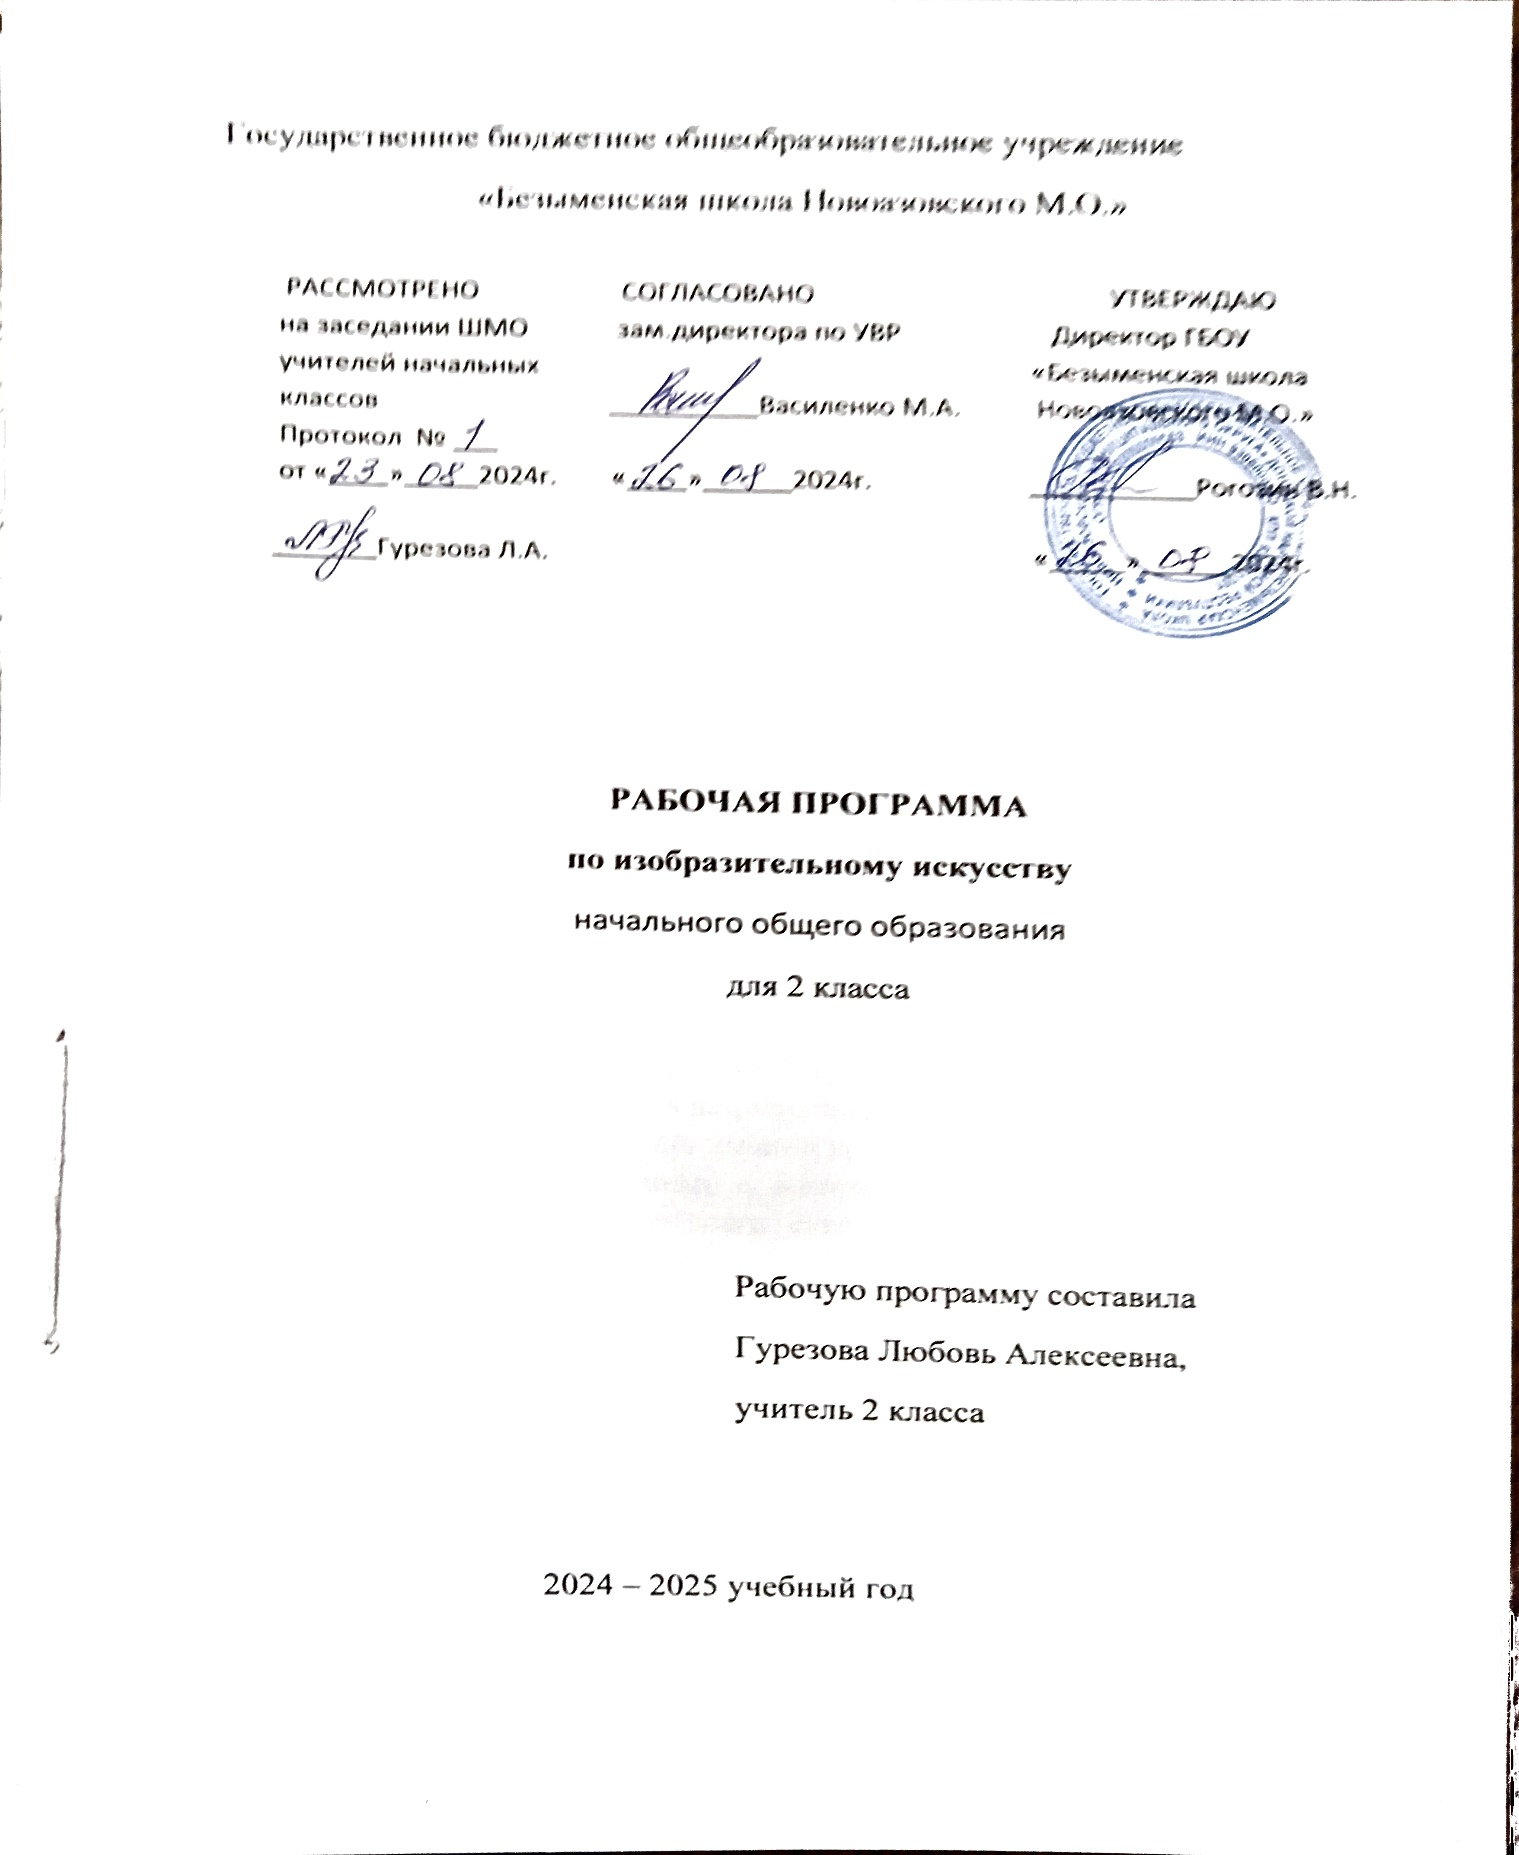 Государственное бюджетное общеобразовательное учреждение
«Безыменская школа Новоазовского М.О.»
РАССМОТРЕНО
на заседании ШМО
учителей начальных
классов
Протокол № 1
от «23» 08 2024г.
Гурезова Л.А.
СОГЛАСОВАНО
зам.директора по УВР
Василенко М.А.
«26» 08 2024г.
УТВЕРЖДАЮ
Директор ГБОУ
«Безыменская школа
Новоазовского М.О.»
В.Н.
«26» 08 2024г.
РАБОЧАЯ ПРОГРАММА
по изобразительному искусству
начального общего образования
для 2 класса
Рабочую программу составила
Гурезова Любовь Алексеевна,
учитель 2 класса
2024 – 2025 учебный год